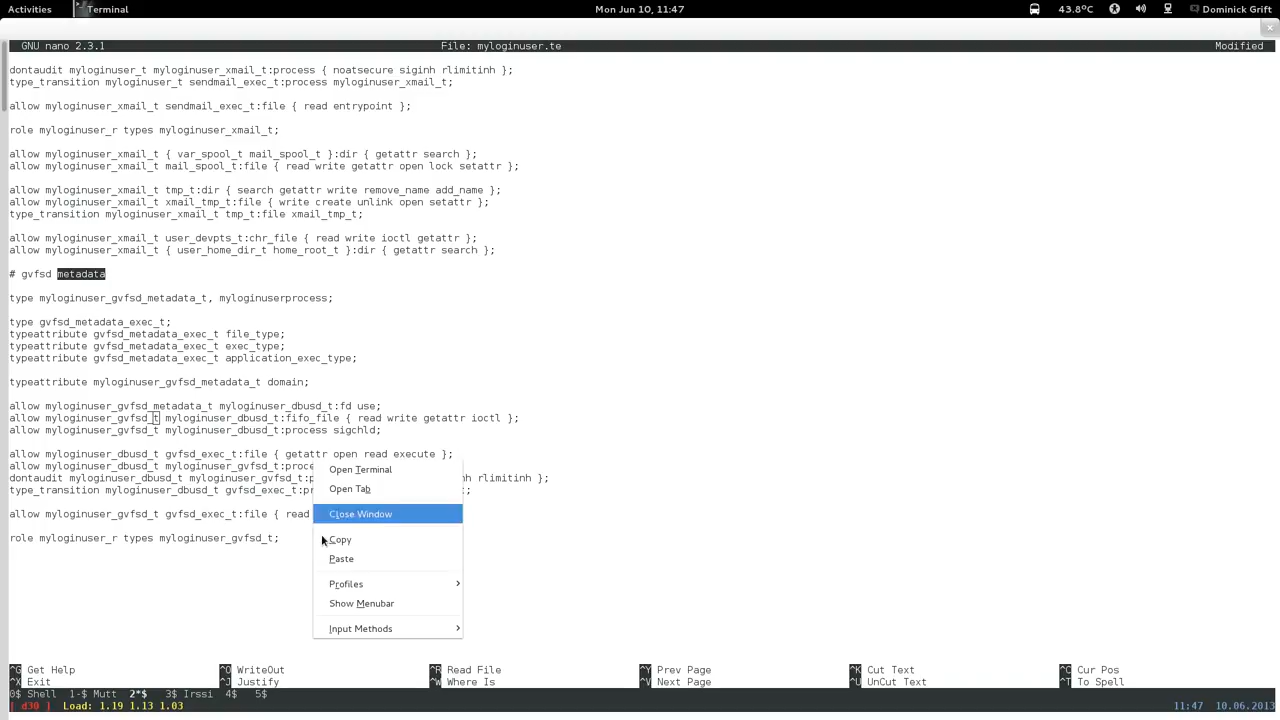 Activities Terminal Mon Jun 10, 11:47 43.8°C Dominick Grift
GNU nano 2.3.1 File: myloginuser.te Modified
dontaudit myloginuser_t myloginuser_xmail_t:process { noatsecure siginh rlimitinh };
type_transition myloginuser_t sendmail_exec_t:process myloginuser_xmail_t;
allow myloginuser_xmail_t sendmail_exec_t:file { read entrypoint };
role myloginuser_r types myloginuser_xmail_t;
allow myloginuser_xmail_t { var_spool_t mail_spool_t }:dir { getattr search };
allow myloginuser_xmail_t mail_spool_t:file { read write getattr open lock setattr };
allow myloginuser_xmail_t tmp_t:dir { search getattr write remove_name add_name };
allow myloginuser_xmail_t xmail_tmp_t:file { write create unlink open setattr };
type_transition myloginuser_xmail_t tmp_t:file xmail_tmp_t;
allow myloginuser_xmail_t user_devpts_t:chr_file { read write ioctl getattr };
allow myloginuser_xmail_t { user_home_dir_t home_root_t }:dir { getattr search };
# gvfsd metadata
type myloginuser_gvfsd_metadata_t, myloginuserprocess;
type gvfsd_metadata_exec_t;
typeattribute gvfsd_metadata_exec_t file_type;
typeattribute gvfsd_metadata_exec_t exec_type;
typeattribute gvfsd_metadata_exec_t application_exec_type;
typeattribute myloginuser_gvfsd_metadata_t domain;
allow myloginuser_gvfsd_metadata_t myloginuser_dbusd_t:fd use;
allow myloginuser_gvfsd_t myloginuser_dbusd_t:fifo_file { read write getattr ioctl };
allow myloginuser_gvfsd_t myloginuser_dbusd_t:process sigchld;
allow myloginuser_dbusd_t gvfsd_exec_t:file { getattr open read execute };
allow myloginuser_dbusd_t myloginuser_gvfsd_t:proce
dontaudit myloginuser_dbusd_t myloginuser_gvfsd_t:p h rlimitinh };
type_transition myloginuser_dbusd_t gvfsd_exec_t:pr ;
allow myloginuser_gvfsd_t gvfsd_exec_t:file { read
role myloginuser_r types myloginuser_gvfsd_t;
Open Terminal
Open Tab
Close Window
Copy
Paste
Profiles
Show Menubar
Input Methods
^G Get Help ^O WriteOut ^R Read File ^Y Prev Page ^K Cut Text ^C Cur Pos
^X Exit ^J Justify ^W Where Is ^V Next Page ^U UnCut Text ^T To Spell
0$ Shell 1-$ Mutt 2*$ 3$ Irssi 4$ 5$
[ d30 ] Load: 1.19 1.13 1.03 11:47 10.06.2013